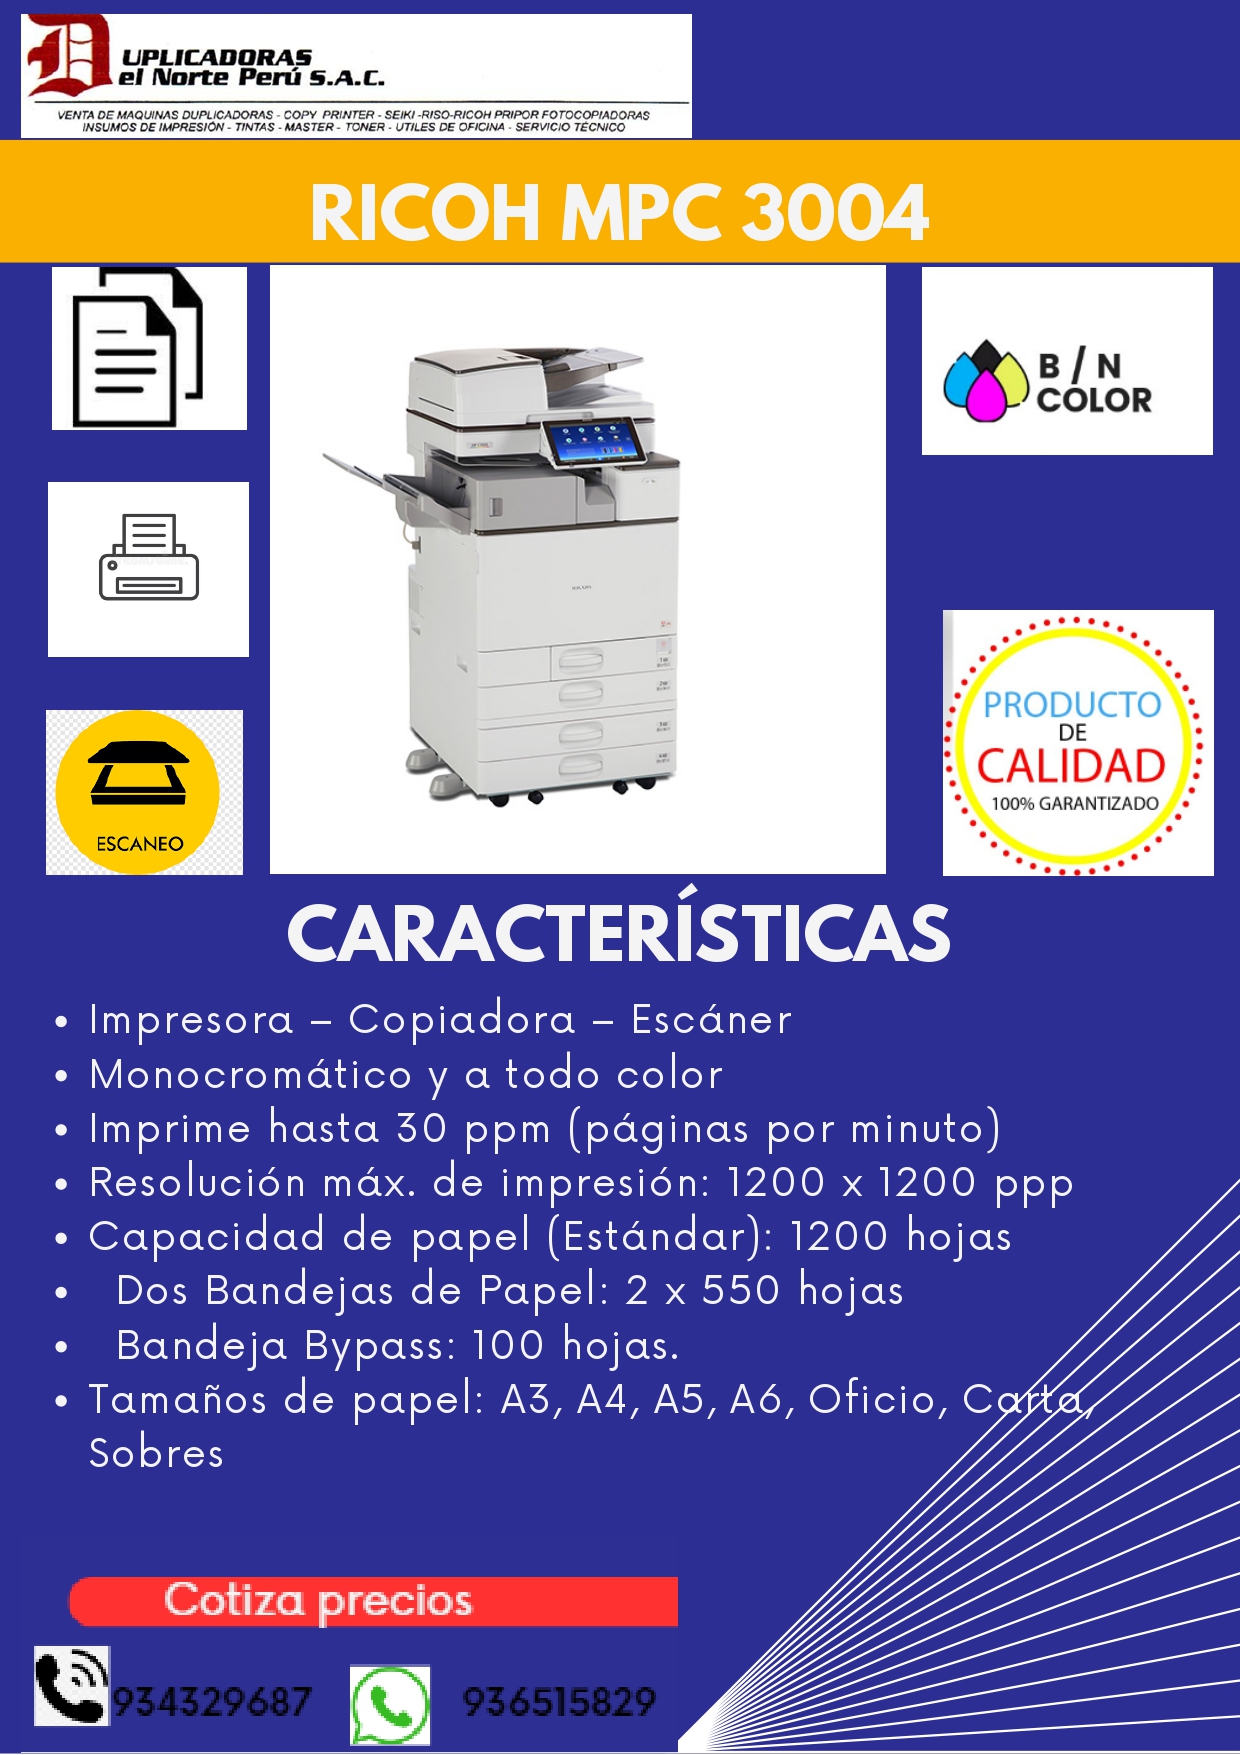 DUPLICADORAS
el Norte Perú S.A.C.
VENTA DE MAQUINAS DUPLICADORAS - COPY PRINTER - SEIKI -RISO-RICOH PRIPOR FOTOCOPIADORAS
INSUMOS DE IMPRESIÓN - TINTAS - MASTER - TONER - UTILES DE OFICINA - SERVICIO TÉCNICO
RICOH MPC 3004
B / N
COLOR
ESCANEO
PRODUCTO
DE
CALIDAD
100% GARANTIZADO
CARACTERÍSTICAS
• Impresora – Copiadora – Escáner
• Monocromático y a todo color
• Imprime hasta 30 ppm (páginas por minuto)
• Resolución máx. de impresión: 1200 x 1200 ppp
• Capacidad de papel (Estándar): 1200 hojas
• Dos Bandejas de Papel: 2 x 550 hojas
• Bandeja Bypass: 100 hojas.
• Tamaños de papel: A3, A4, A5, A6, Oficio, Carta,
Sobres
Cotiza precios
934329687 936515829